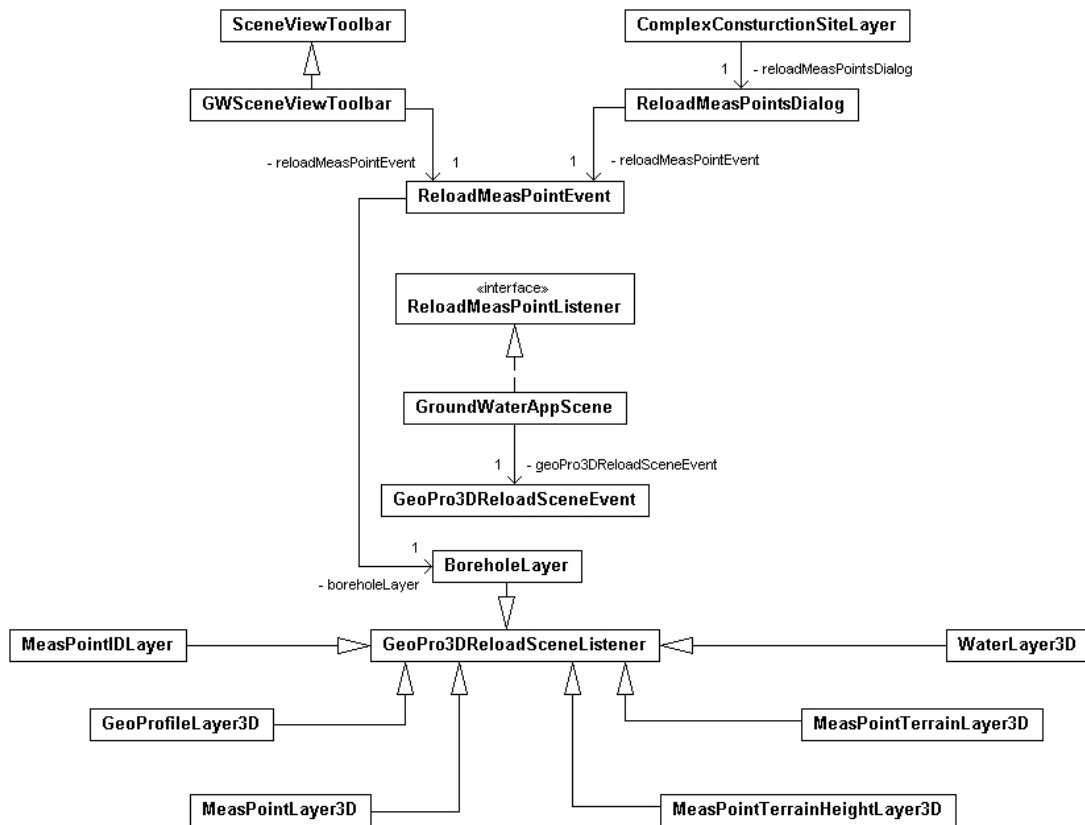 SceneViewToolbar
ComplexConsturctionSiteLayer
1
- reloadMeasPointsDialog
GWSceneViewToolbar
ReloadMeasPointsDialog
- reloadMeasPointEvent
1
1
- reloadMeasPointEvent
ReloadMeasPointEvent
«interface»
ReloadMeasPointListener
GroundWaterAppScene
1
- geoPro3DReloadSceneEvent
GeoPro3DReloadSceneEvent
1
BoreholeLayer
- boreholeLayer
MeasPointIDLayer
GeoPro3DReloadSceneListener
WaterLayer3D
GeoProfileLayer3D
MeasPointTerrainLayer3D
MeasPointLayer3D
MeasPointTerrainHeightLayer3D